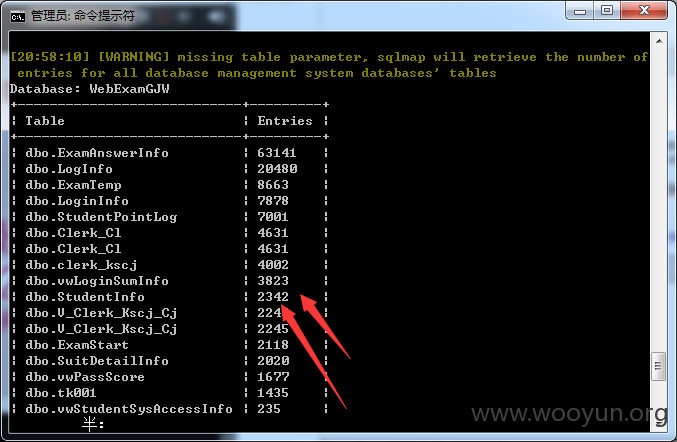 管理员: 命令提示符
[20:58:10] [WARNING] missing table parameter, sqlmap will retrieve the number of
entries for all database management system databases' tables
Database: WebExamGJW
+----------------------------+---------+
| Table | Entries |
+----------------------------+---------+
| dbo.ExamAnswerInfo | 63141 |
| dbo.LogInfo | 20480 |
| dbo.ExamTemp | 8663 |
| dbo.LoginInfo | 7878 |
| dbo.StudentPointLog | 7001 |
| dbo.Clerk_Cl | 4631 |
| dbo.Clerk_Cl | 4631 |
| dbo.clerk_kscj | 4002 |
| dbo.vwLoginSumInfo | 3823 |
| dbo.StudentInfo | 2342 |
| dbo.V_Clerk_Kscj_Cj | |
| dbo.V_Clerk_Kscj_Cj | 2245 |
| dbo.ExamStart | 2118 |
| dbo.SuitDetailInfo | 2020 |
| dbo.vwPassScore | 1677 |
| dbo.tk001 | 1435 |
| dbo.vwStudentSysAccessInfo | 235 |
半:
www.wooyun.org